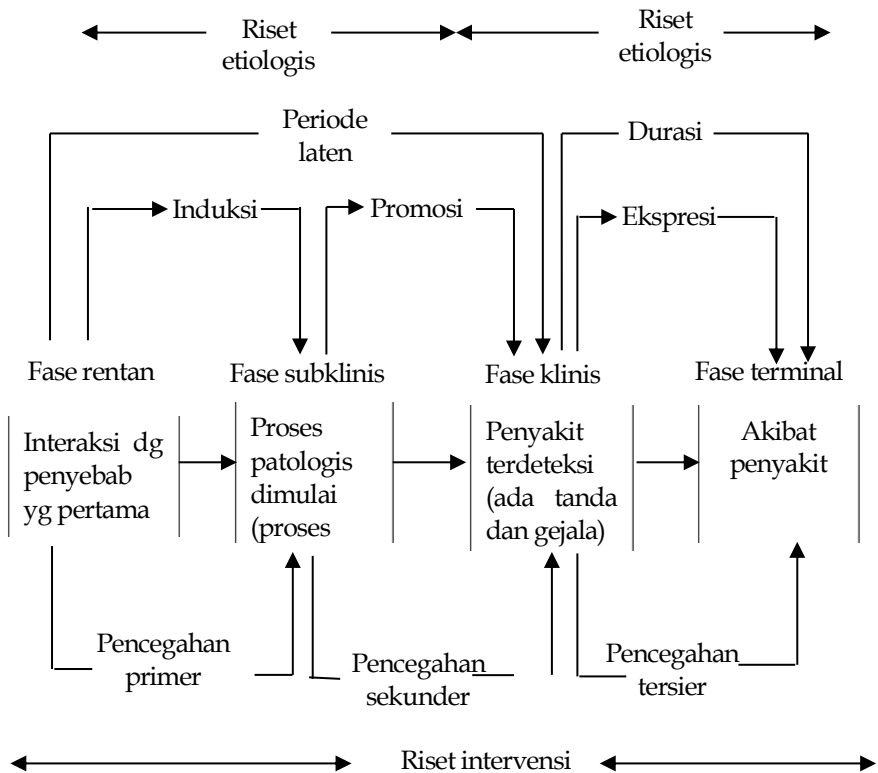 Riset
etiologis
Riset
etiologis
Periode
laten
Durasi
Induksi
Promosi
Ekspresi
Fase rentan
Fase subklinis
Fase klinis
Fase terminal
Interaksi dg
penyebab
yg pertama
Proses
patologis
dimulai
(proses
Penyakit
terdeteksi
(ada tanda
dan gejala)
Akibat
penyakit
Pencegahan
primer
Pencegahan
sekunder
Pencegahan
tersier
Riset intervensi